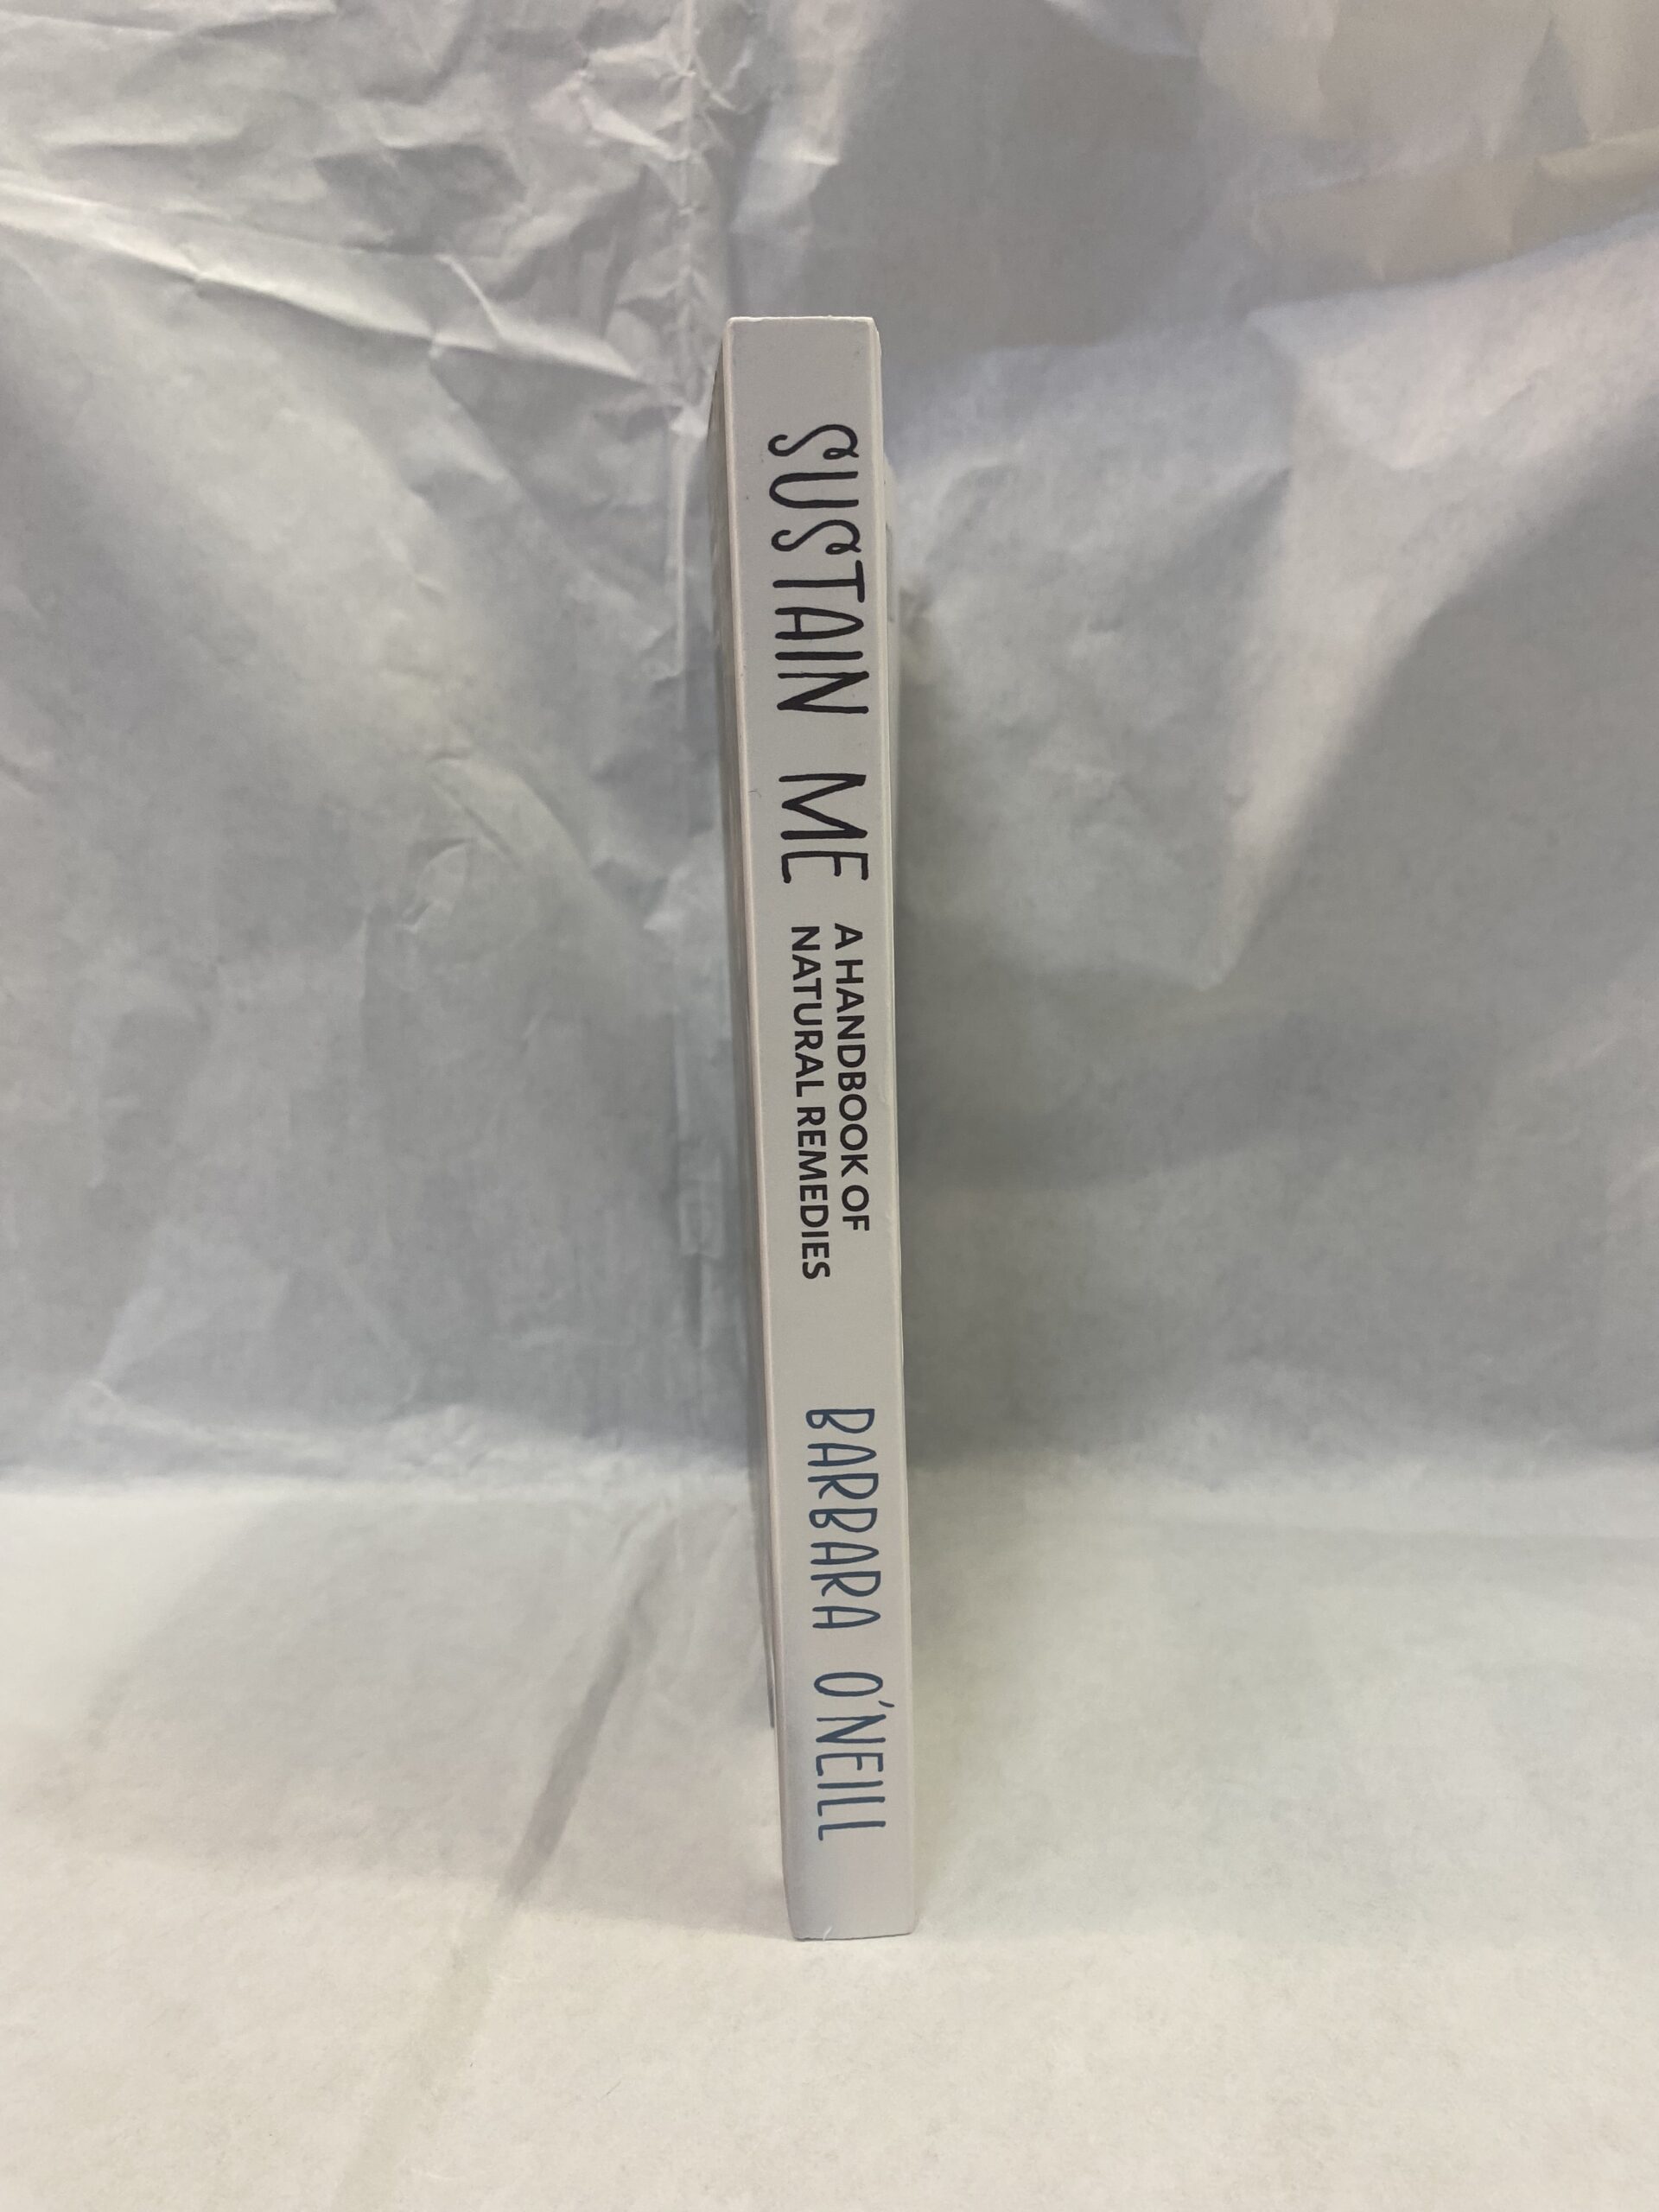 SUSTAIN ME
A HANDBOOK OF
NATURAL REMEDIES
BARBARA O'NEILL